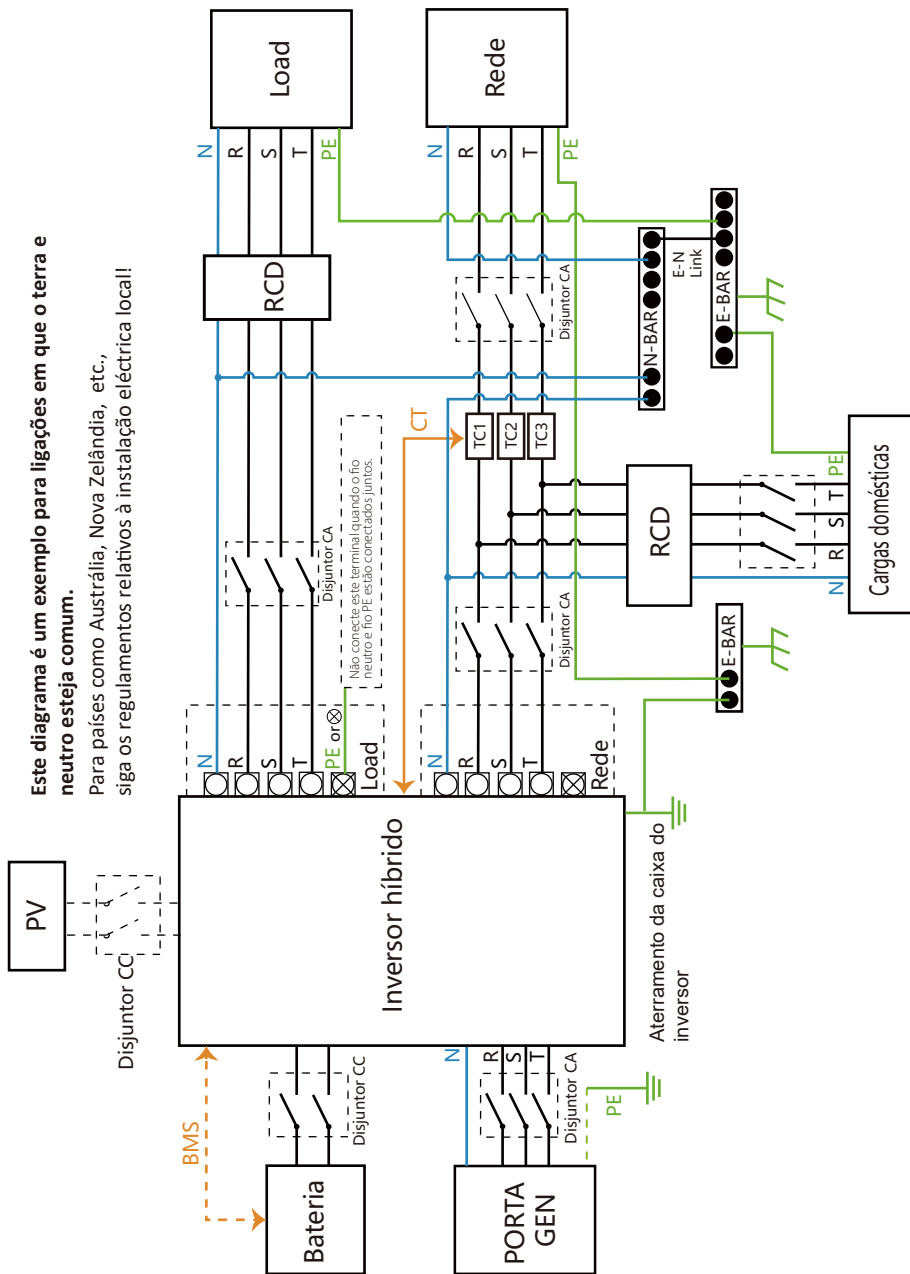 Este diagrama é um exemplo para ligações em que o terra e
neutro esteja comum.
Para países como Austrália, Nova Zelândia, etc.,
siga os regulamentos relativos à instalação eléctrica local!
PV
Disjuntor CC
BMS
Bateria
Disjuntor CC
Inversor híbrido
N
R
S
T
PE or
Load
Não conecte este terminal quando o fio
neutro e fio PE estão conectados juntos.
Disjuntor CA
RCD
N
R
S
T
PE
Load
CT
N
R
S
T
Rede
Disjuntor CA
TC1
TC2
TC3
Disjuntor CA
N
R
S
T
PE
Rede
PORTA
GEN
N
R
S
T
Disjuntor CA
PE
Aterramento da caixa do
inversor
E-BAR
RCD
N-BAR
E-N
Link
E-BAR
N
R
S
T
PE
Cargas domésticas